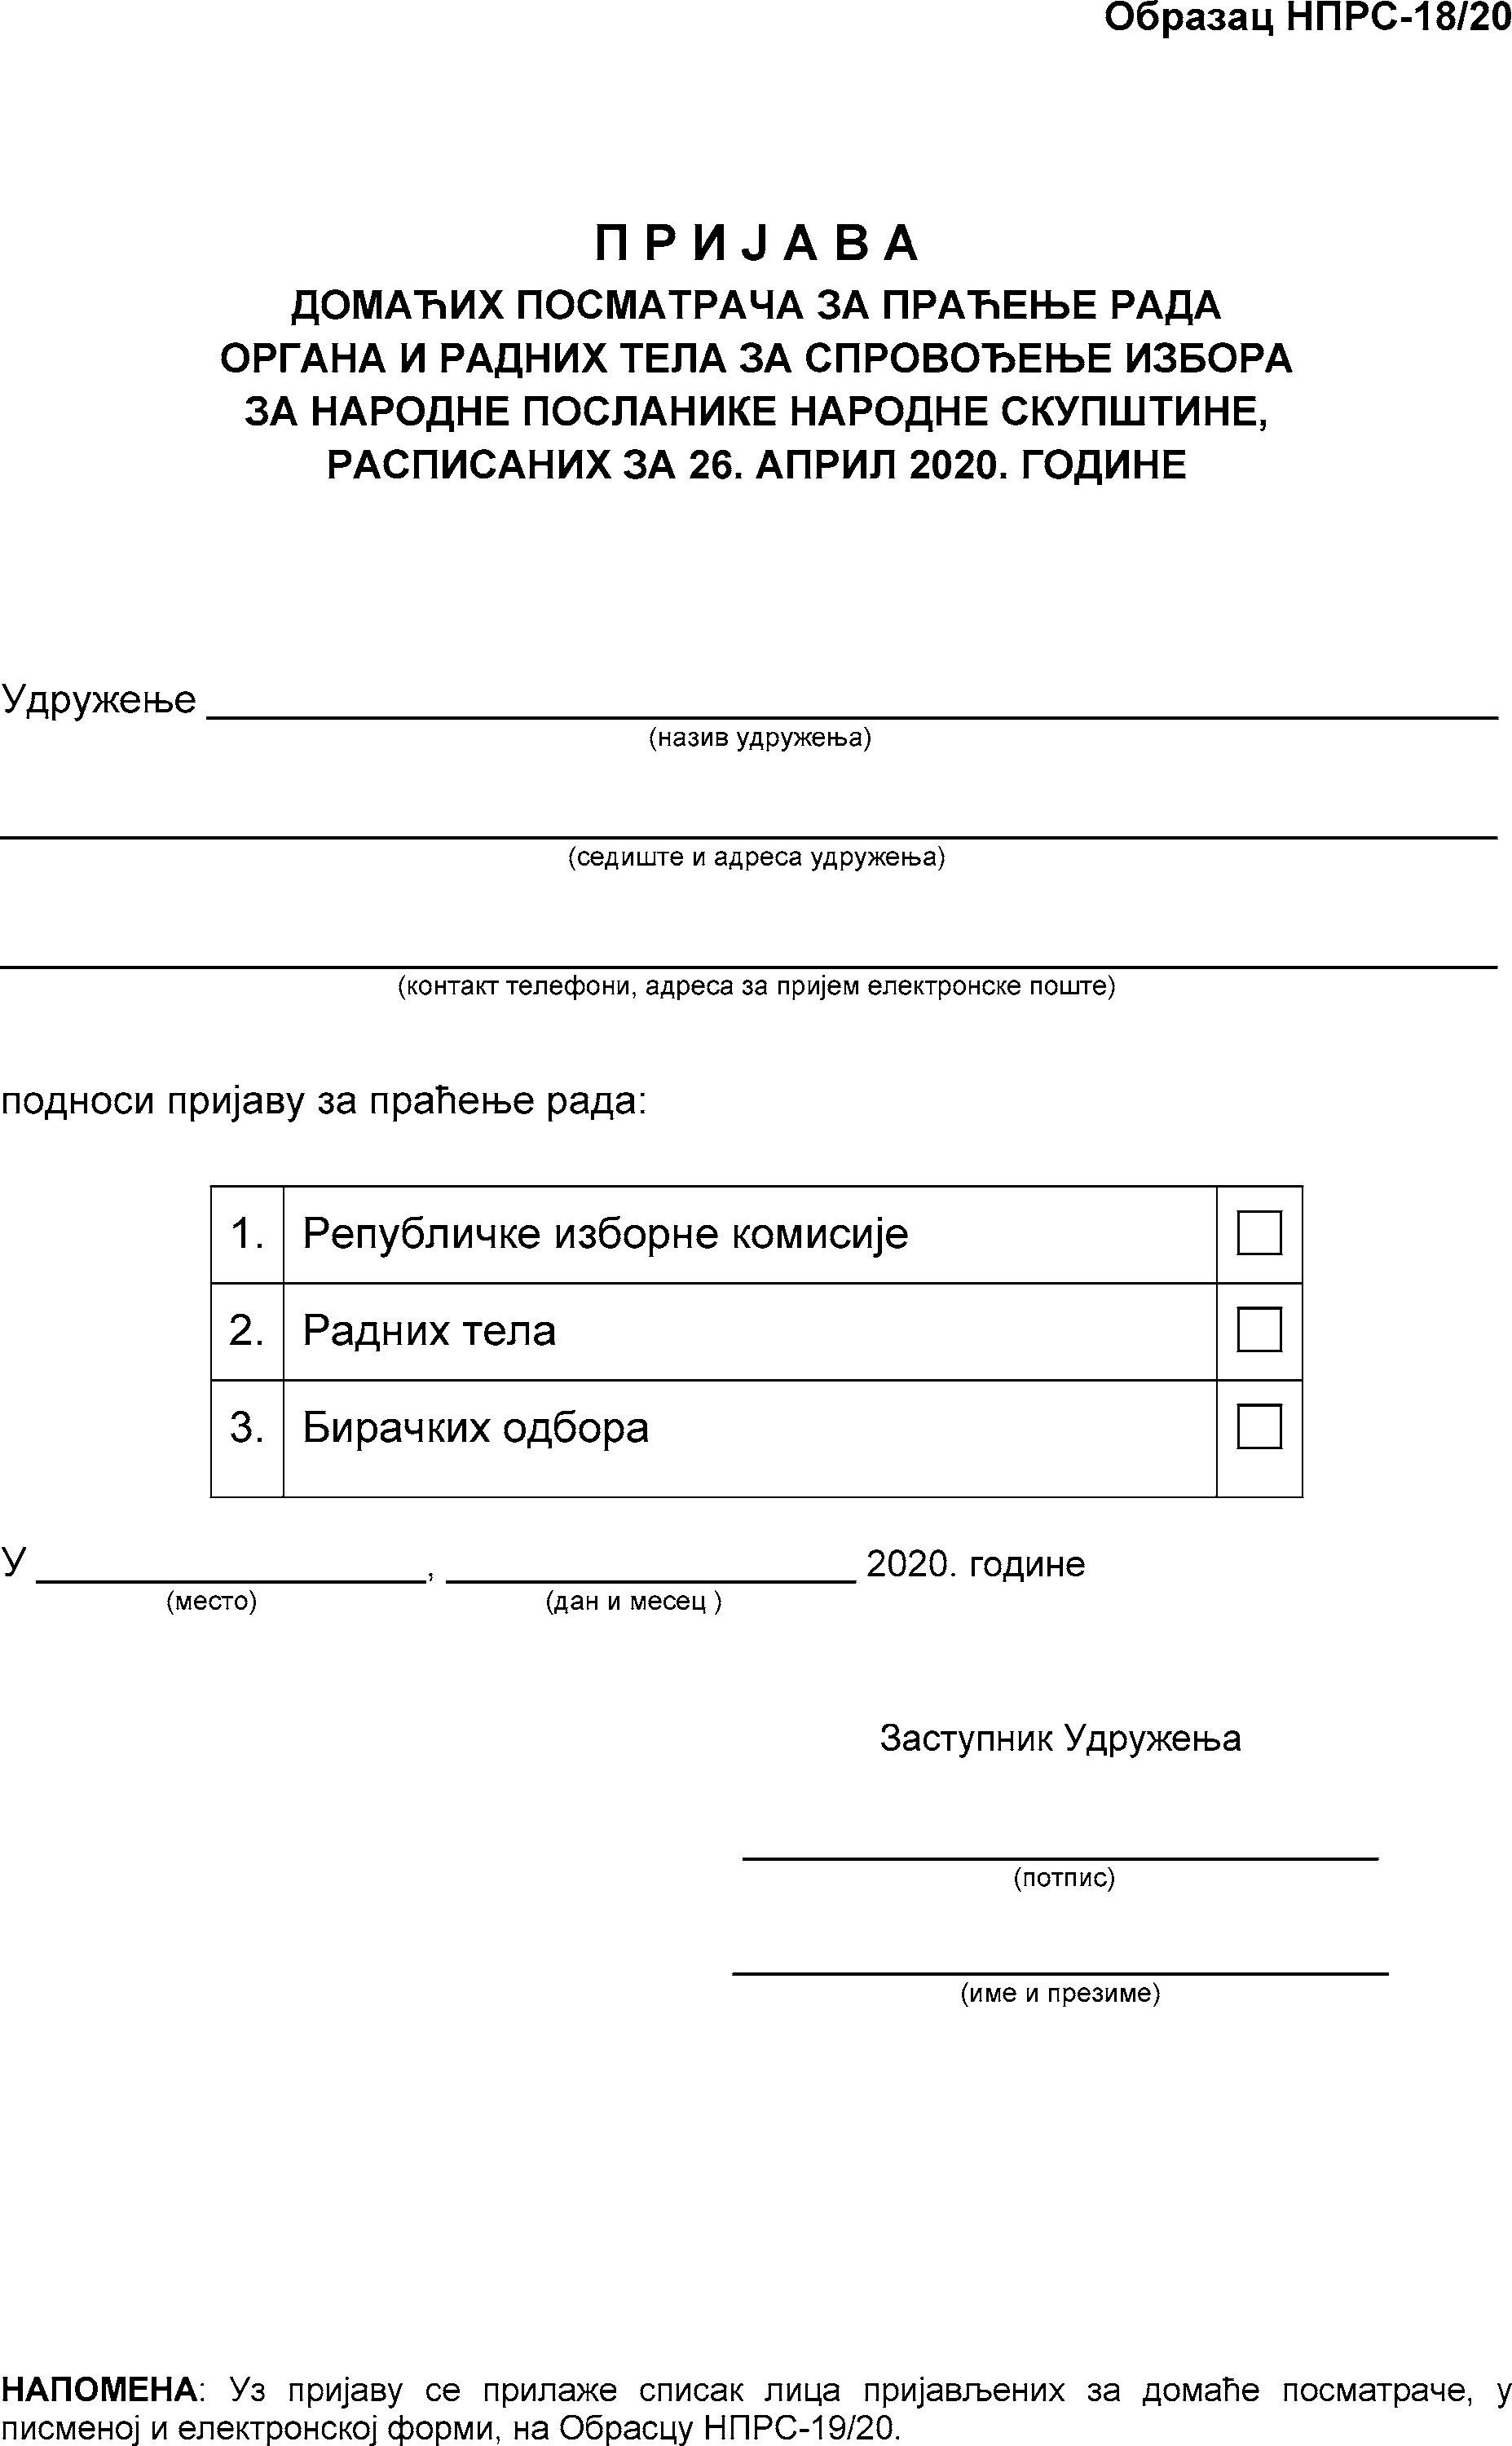 Образац НПРС-18/20
П Р И Ј А В А
ДОМАЋИХ ПОСМАТРАЧА ЗА ПРАЋЕЊЕ РАДА
ОРГАНА И РАДНИХ ТЕЛА ЗА СПРОВОЂЕЊЕ ИЗБОРА
ЗА НАРОДНЕ ПОСЛАНИКЕ НАРОДНЕ СКУПШТИНЕ,
РАСПИСАНИХ ЗА 26. АПРИЛ 2020. ГОДИНЕ
Удружење
(назив удружења)
(седиште и адреса удружења)
(контакт телефони, адреса за пријем електронске поште)
подноси пријаву за праћење рада:
1. Републичке изборне комисије
2. Радних тела
3. Бирачких одбора
У , 2020. године
(место) (дан и месец )
Заступник Удружења
(потпис)
(име и презиме)
НАПОМЕНА: Уз пријаву се прилаже списак лица пријављених за домаће посматраче, у
писменој и електронској форми, на Обрасцу НПРС-19/20.